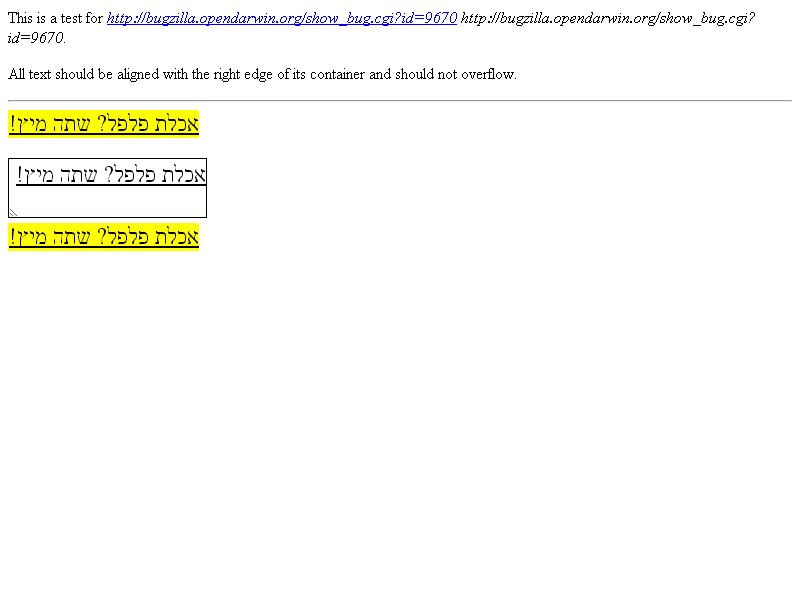 This is a test for http://bugzilla.opendarwin.org/show_bug.cgi?id=9670 http://bugzilla.opendarwin.org/show_bug.cgi?
id=9670.
All text should be aligned with the right edge of its container and should not overflow.
אכלת פלפל? שתה מיץ!
אכלת פלפל? שתה מיץ!
אכלת פלפל? שתה מיץ!